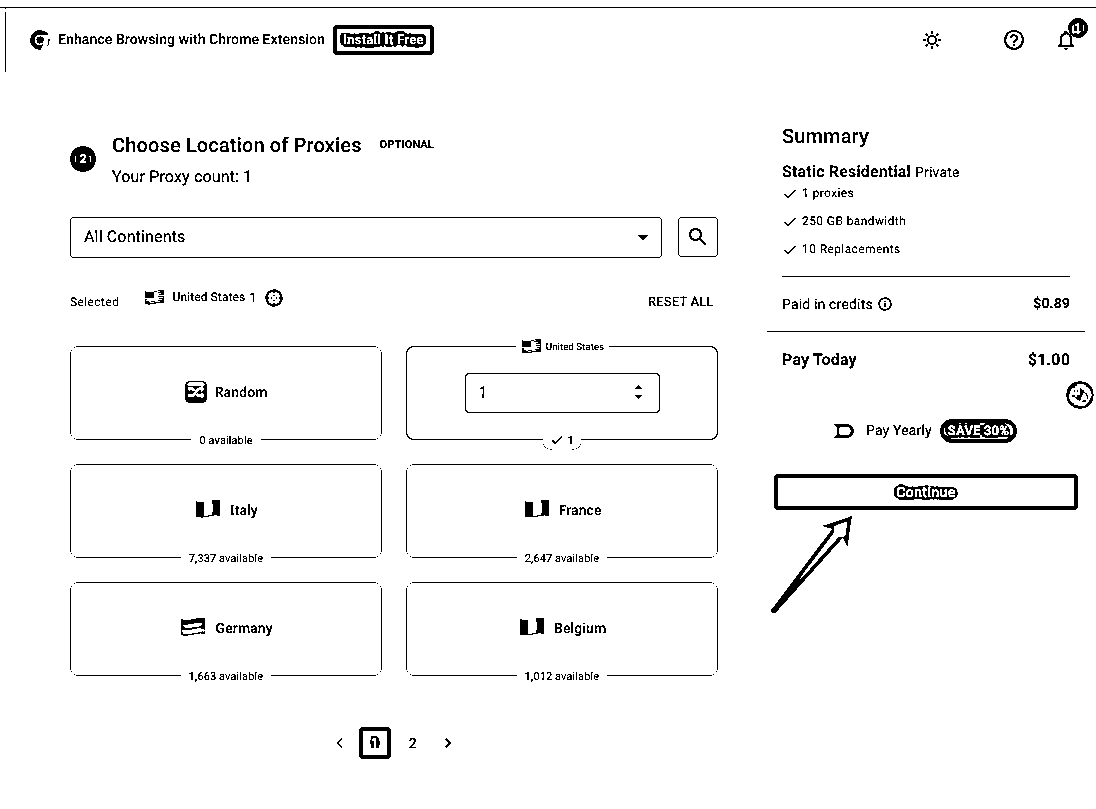 Enhance Browsing with Chrome Extension Install It Free
1
2 Choose Location of Proxies OPTIONAL
Your Proxy count: 1
All Continents
Selected United States 1 RESET ALL
Random
0 available
United States
1
1
Italy
7,337 available
France
2,647 available
Germany
1,663 available
Belgium
1,012 available
1 2
Summary
Static Residential Private
1 proxies
250 GB bandwidth
10 Replacements
Paid in credits $0.89
Pay Today $1.00
Pay Yearly SAVE 30%
Continue